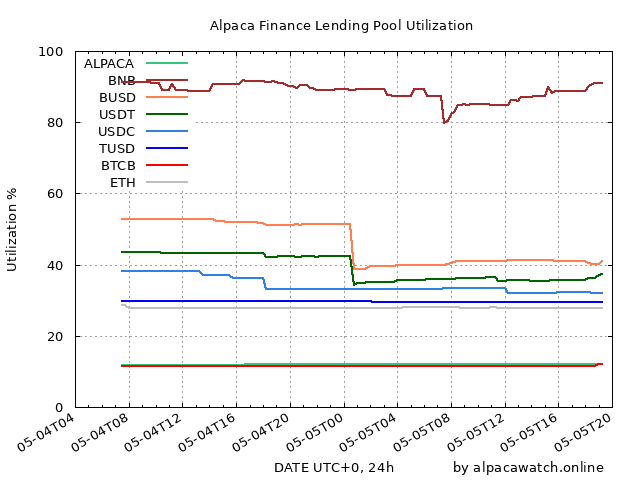 Alpaca Finance Lending Pool Utilization
100
80
60
40
20
0
Utilization %
ALPACA
BNB
BUSD
USDT
USDC
TUSD
BTCB
ETH
05-04T04
05-04T08
05-04T12
05-04T16
05-04T20
05-05T00
05-05T04
05-05T08
05-05T12
05-05T16
05-05T20
DATE UTC+0, 24h
by alpacawatch.online